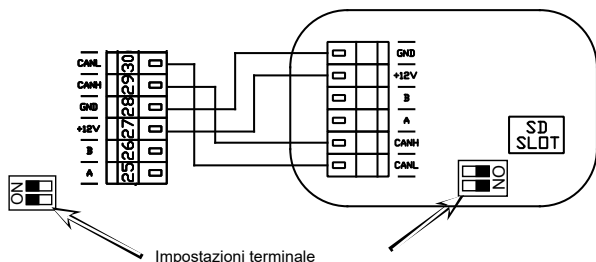 CANL 30
CANH 29
GND 28
+12V 27
B 26
A 25
GND
+12V
B
A
CANH
CANL
SD
SLOT
ON
ON
Impostazioni terminale